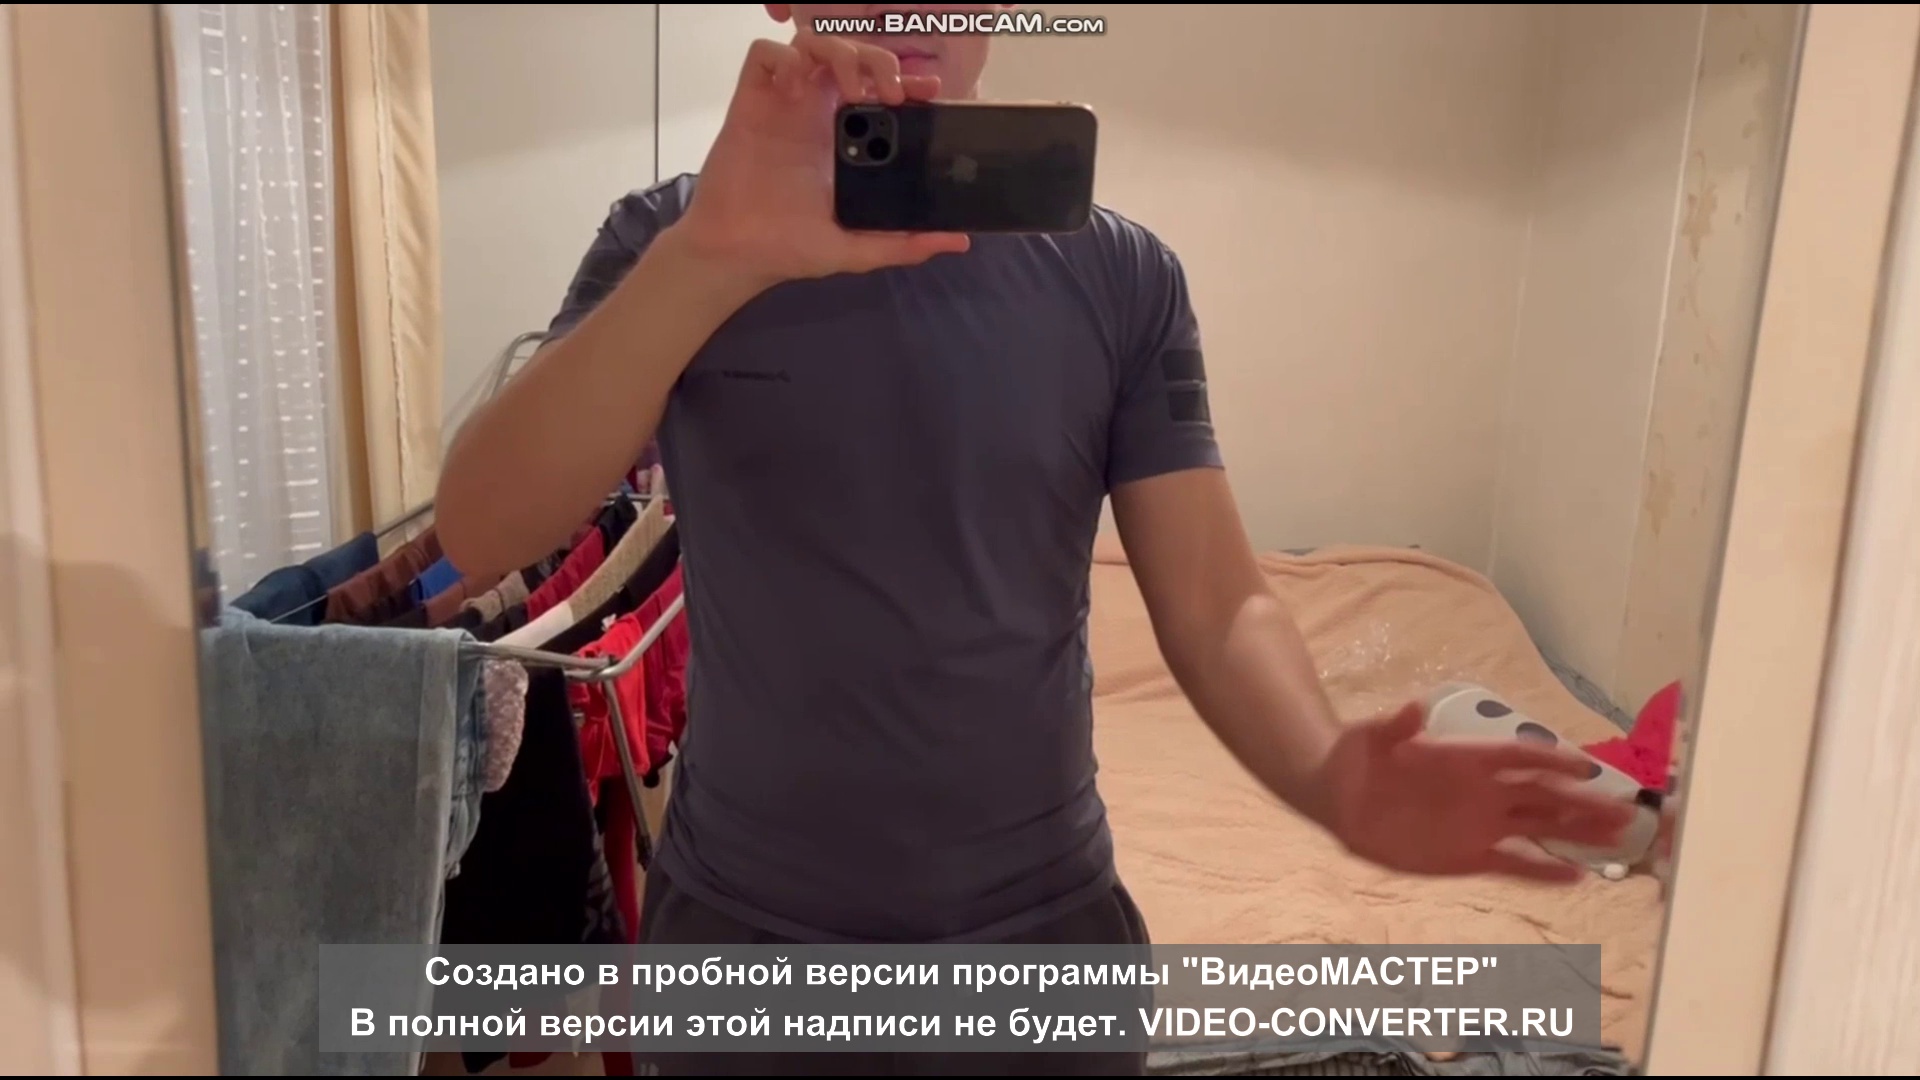 WWW.BANDICAM.COM
Создано в пробной версии программы "ВидеоМАСТЕР"
В полной версии этой надписи не будет. VIDEO-CONVERTER.RU